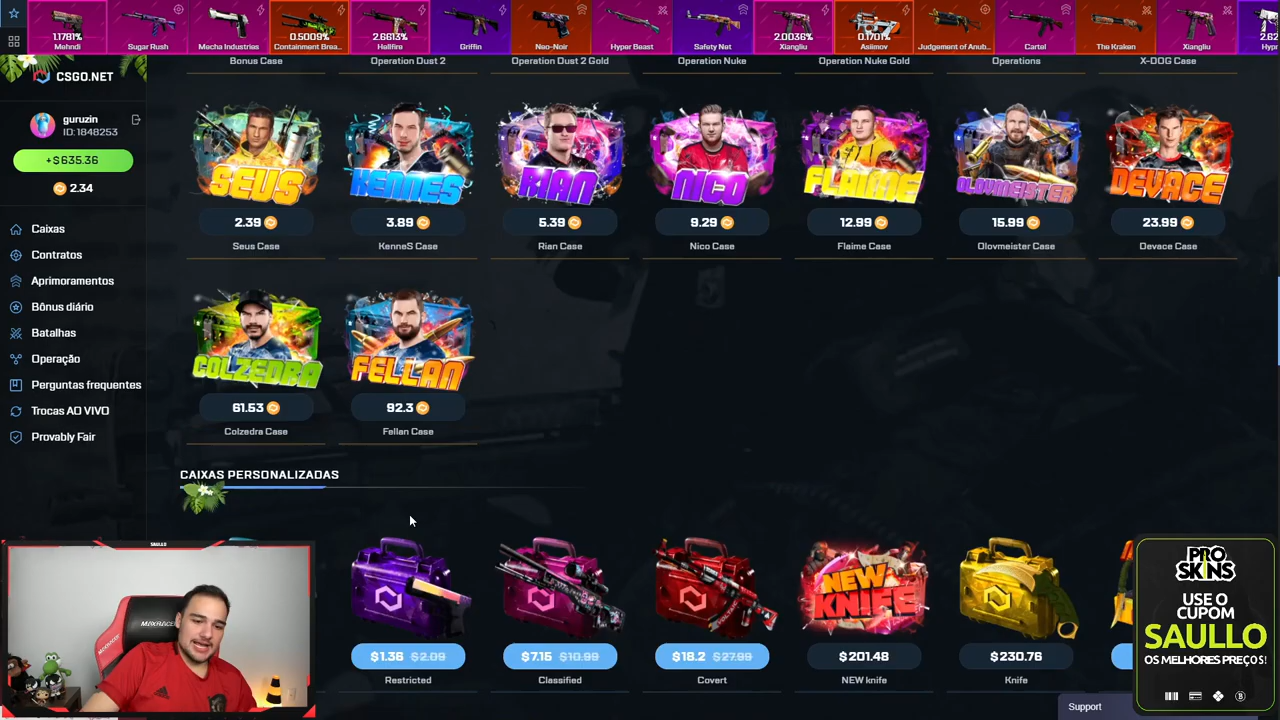 1.1781%
Mehndi
Sugar Rush
Mecha Industries
0.5009%
Containment Brea...
2.6613%
Hellfire
Griffin
Neo-Noir
Hyper Beast
Safety Net
2.0036%
Xiangliu
0.1701%
Asiimov
Judgement of Anub...
Cartel
The Kraken
Xiangliu
CSGO.NET
Bonus Case
Operation Dust 2
Operation Dust 2 Gold
Operation Nuke
Operation Nuke Gold
Operations
X-DOG Case
guruzin
ID:1848253
+$635.36
2.34
Caixas
Contratos
Aprimoramentos
Bônus diário
Batalhas
Operação
Perguntas frequentes
Trocas AO VIVO
Provably Fair
SEUS
KENNES
RIAN
NICO
FLAIME
OLOVMEISTER
DEVACE
2.39
3.89
5.39
9.29
12.99
15.99
23.99
Seus Case
KenneS Case
Rian Case
Nico Case
Flaime Case
Olovmeister Case
Devace Case
COLZEDRA
FELLAN
61.53
92.3
Colzedra Case
Fellan Case
CAIXAS PERSONALIZADAS
NEW
KNIFE
$1.36 $2.09
$7.15 $10.99
$18.2 $27.99
$201.48
$230.76
Restricted
Classified
Covert
NEW knife
Knife
SAULLO
MAXRACER
PRO
SKINS
USE O
CUPOM
SAULLO
OS MELHORES PREÇOS!
Support